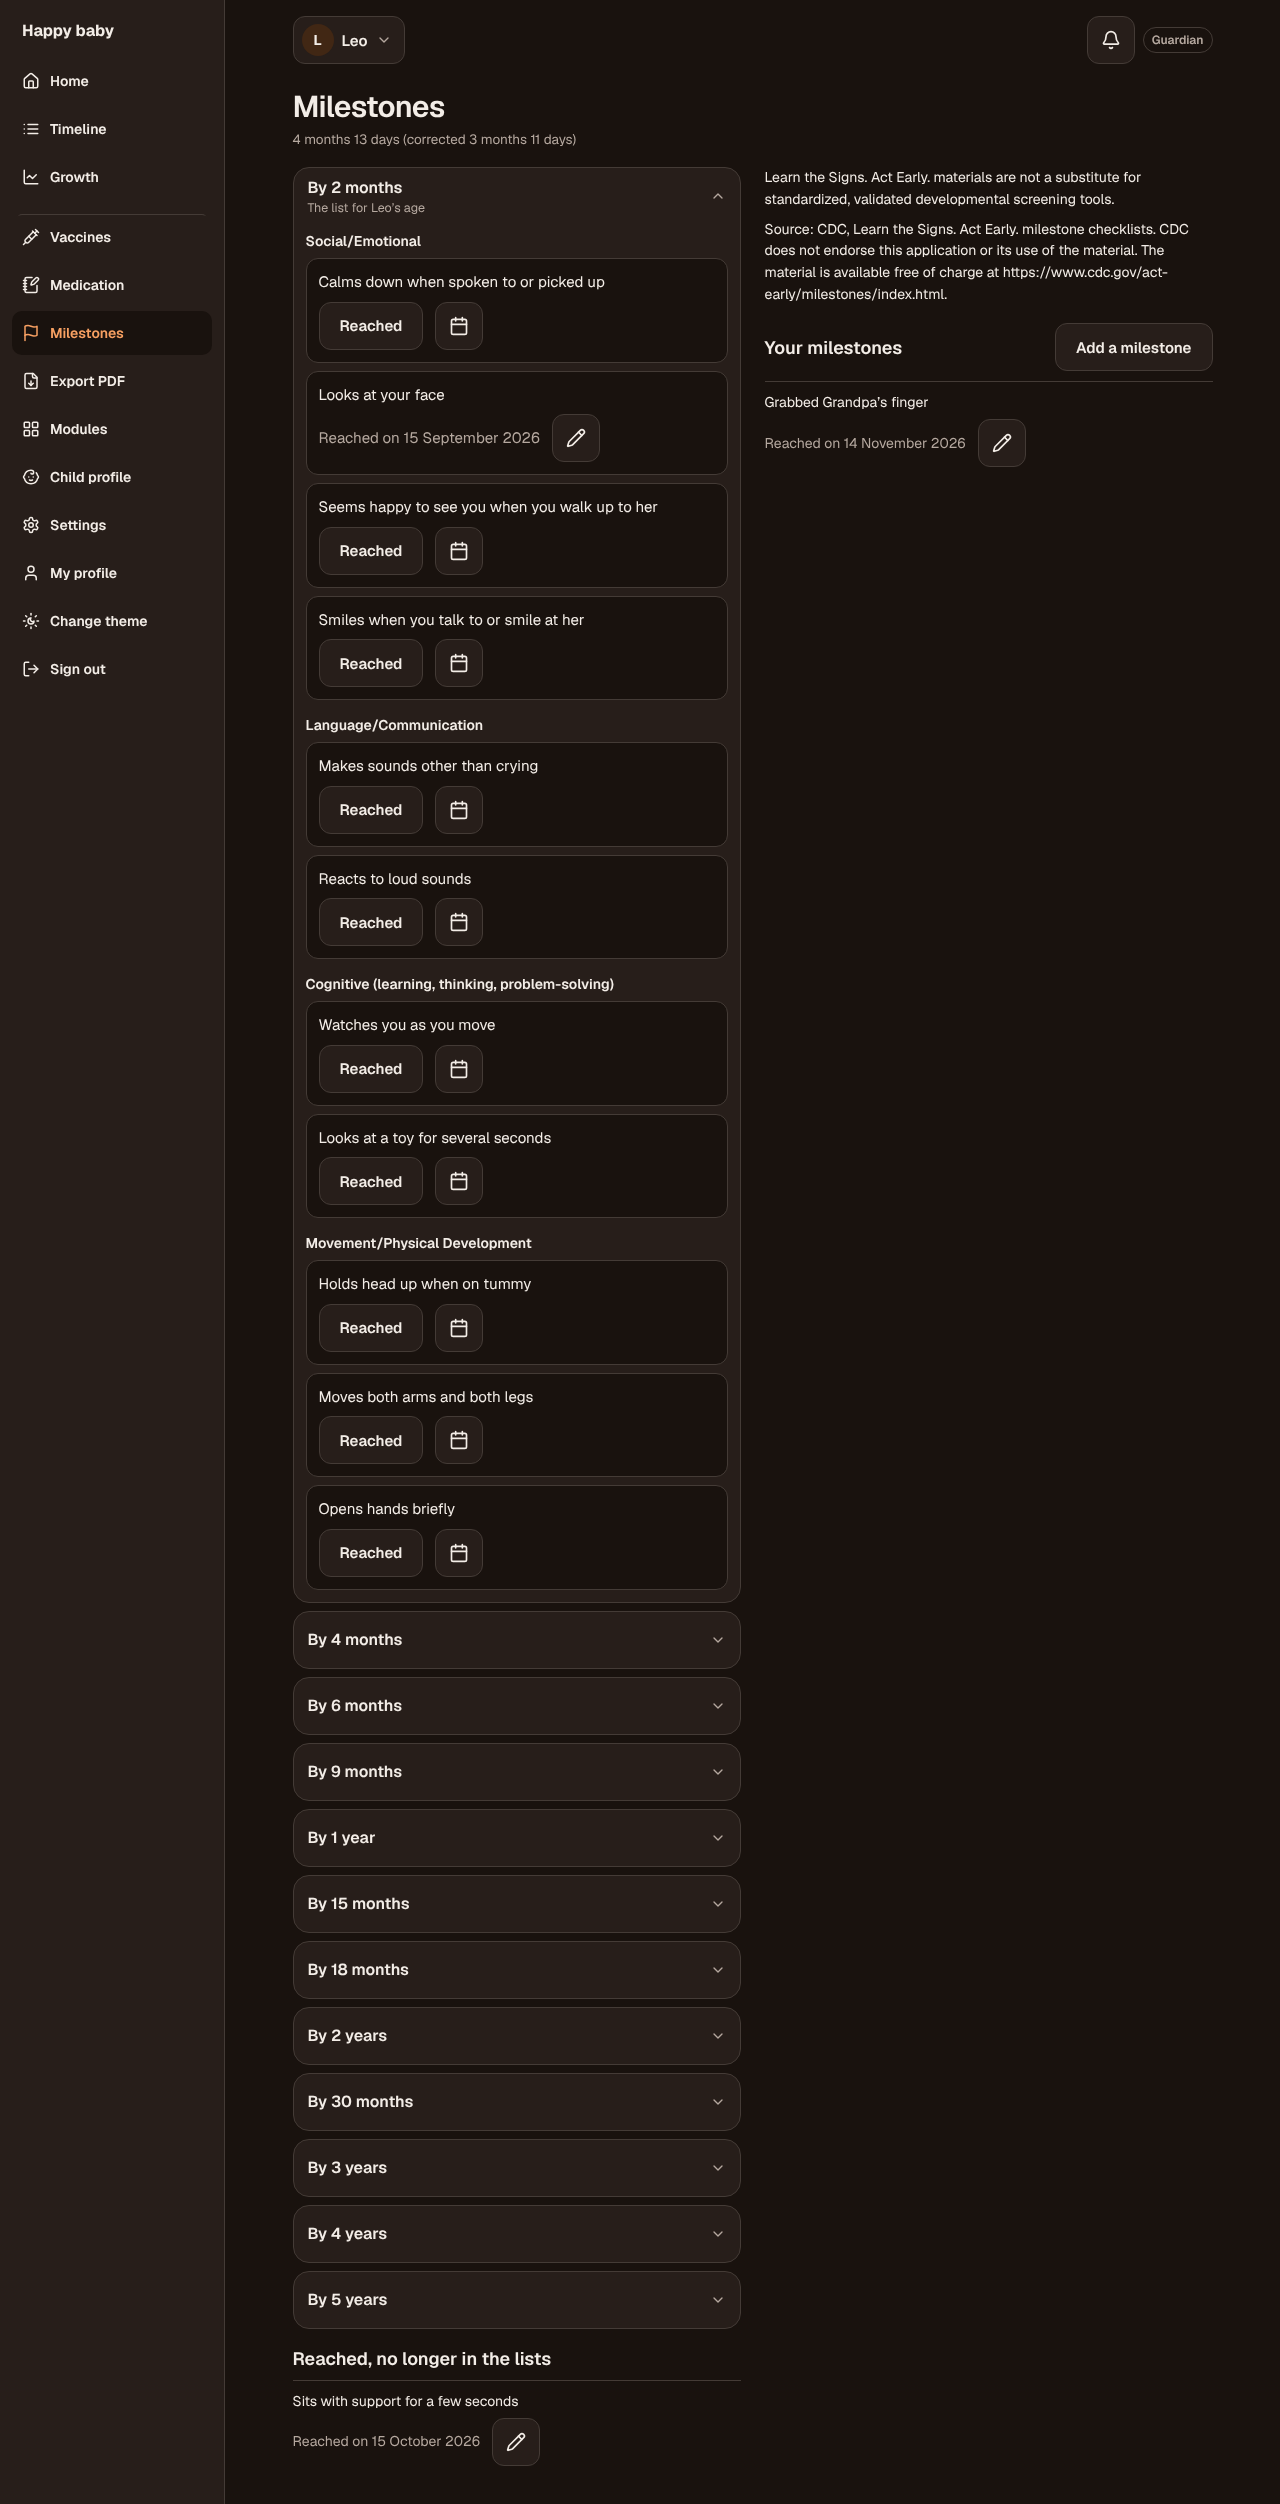 Happy baby
Home
Timeline
Growth
Vaccines
Medication
Milestones
Export PDF
Modules
Child profile
Settings
My profile
Change theme
Sign out
L Leo
Guardian
Milestones
4 months 13 days (corrected 3 months 11 days)
By 2 months
The list for Leo's age
Social/Emotional
Calms down when spoken to or picked up
Reached
Looks at your face
Reached on 15 September 2026
Seems happy to see you when you walk up to her
Reached
Smiles when you talk to or smile at her
Reached
Language/Communication
Makes sounds other than crying
Reached
Reacts to loud sounds
Reached
Cognitive (learning, thinking, problem-solving)
Watches you as you move
Reached
Looks at a toy for several seconds
Reached
Movement/Physical Development
Holds head up when on tummy
Reached
Moves both arms and both legs
Reached
Opens hands briefly
Reached
By 4 months
By 6 months
By 9 months
By 1 year
By 15 months
By 18 months
By 2 years
By 30 months
By 3 years
By 4 years
By 5 years
Reached, no longer in the lists
Sits with support for a few seconds
Reached on 15 October 2026
Learn the Signs. Act Early. materials are not a substitute for
standardized, validated developmental screening tools.
Source: CDC, Learn the Signs. Act Early. milestone checklists. CDC
does not endorse this application or its use of the material. The
material is available free of charge at https://www.cdc.gov/act-
early/milestones/index.html.
Your milestones
Add a milestone
Grabbed Grandpa's finger
Reached on 14 November 2026